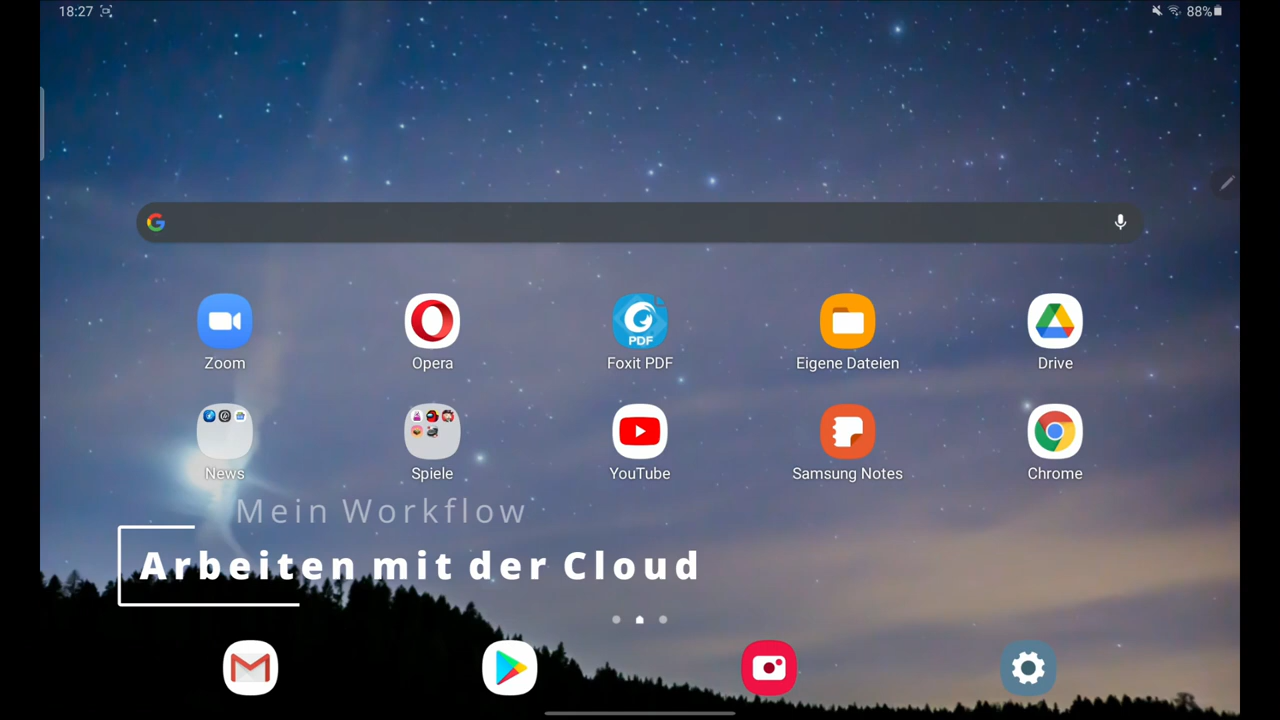 18:27 88%
Zoom Opera Foxit PDF Eigene Dateien Drive
PDF
News Spiele YouTube Samsung Notes Chrome
Mein Workflow
Arbeiten mit der Cloud